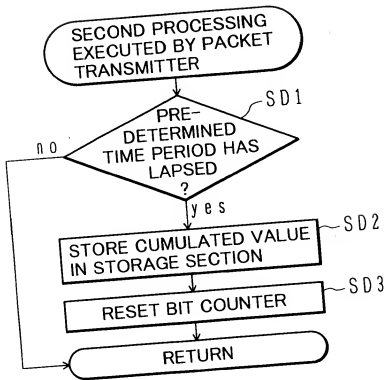 SECOND PROCESSING
EXECUTED BY PACKET
TRANSMITTER
SD1
PRE-
DETERMINED
TIME PERIOD HAS
LAPSED
?
no
yes
SD2
STORE CUMULATED VALUE
IN STORAGE SECTION
SD3
RESET BIT COUNTER
RETURN